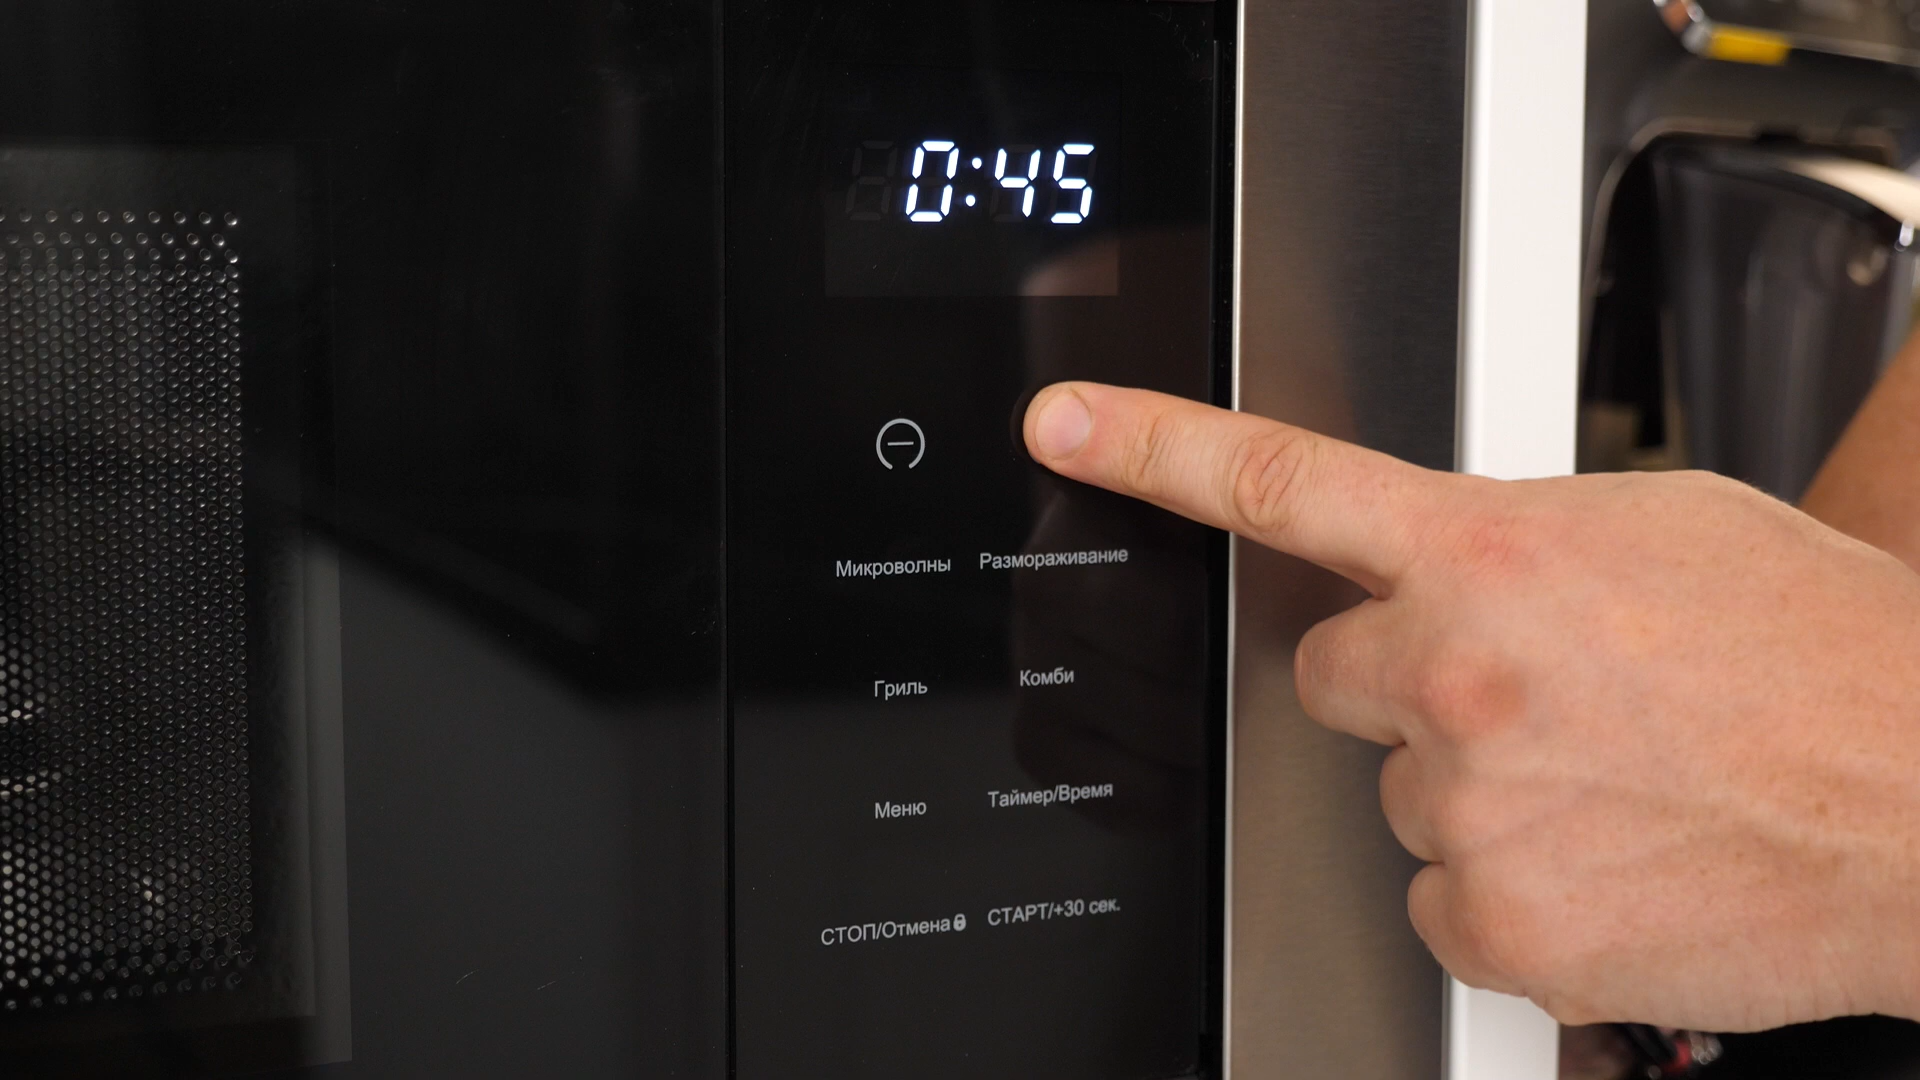 0:45
Микроволны Размораживание
Гриль Комби
Меню Таймер/Время
СТОП/Отмена СТАРТ/+30 сек.